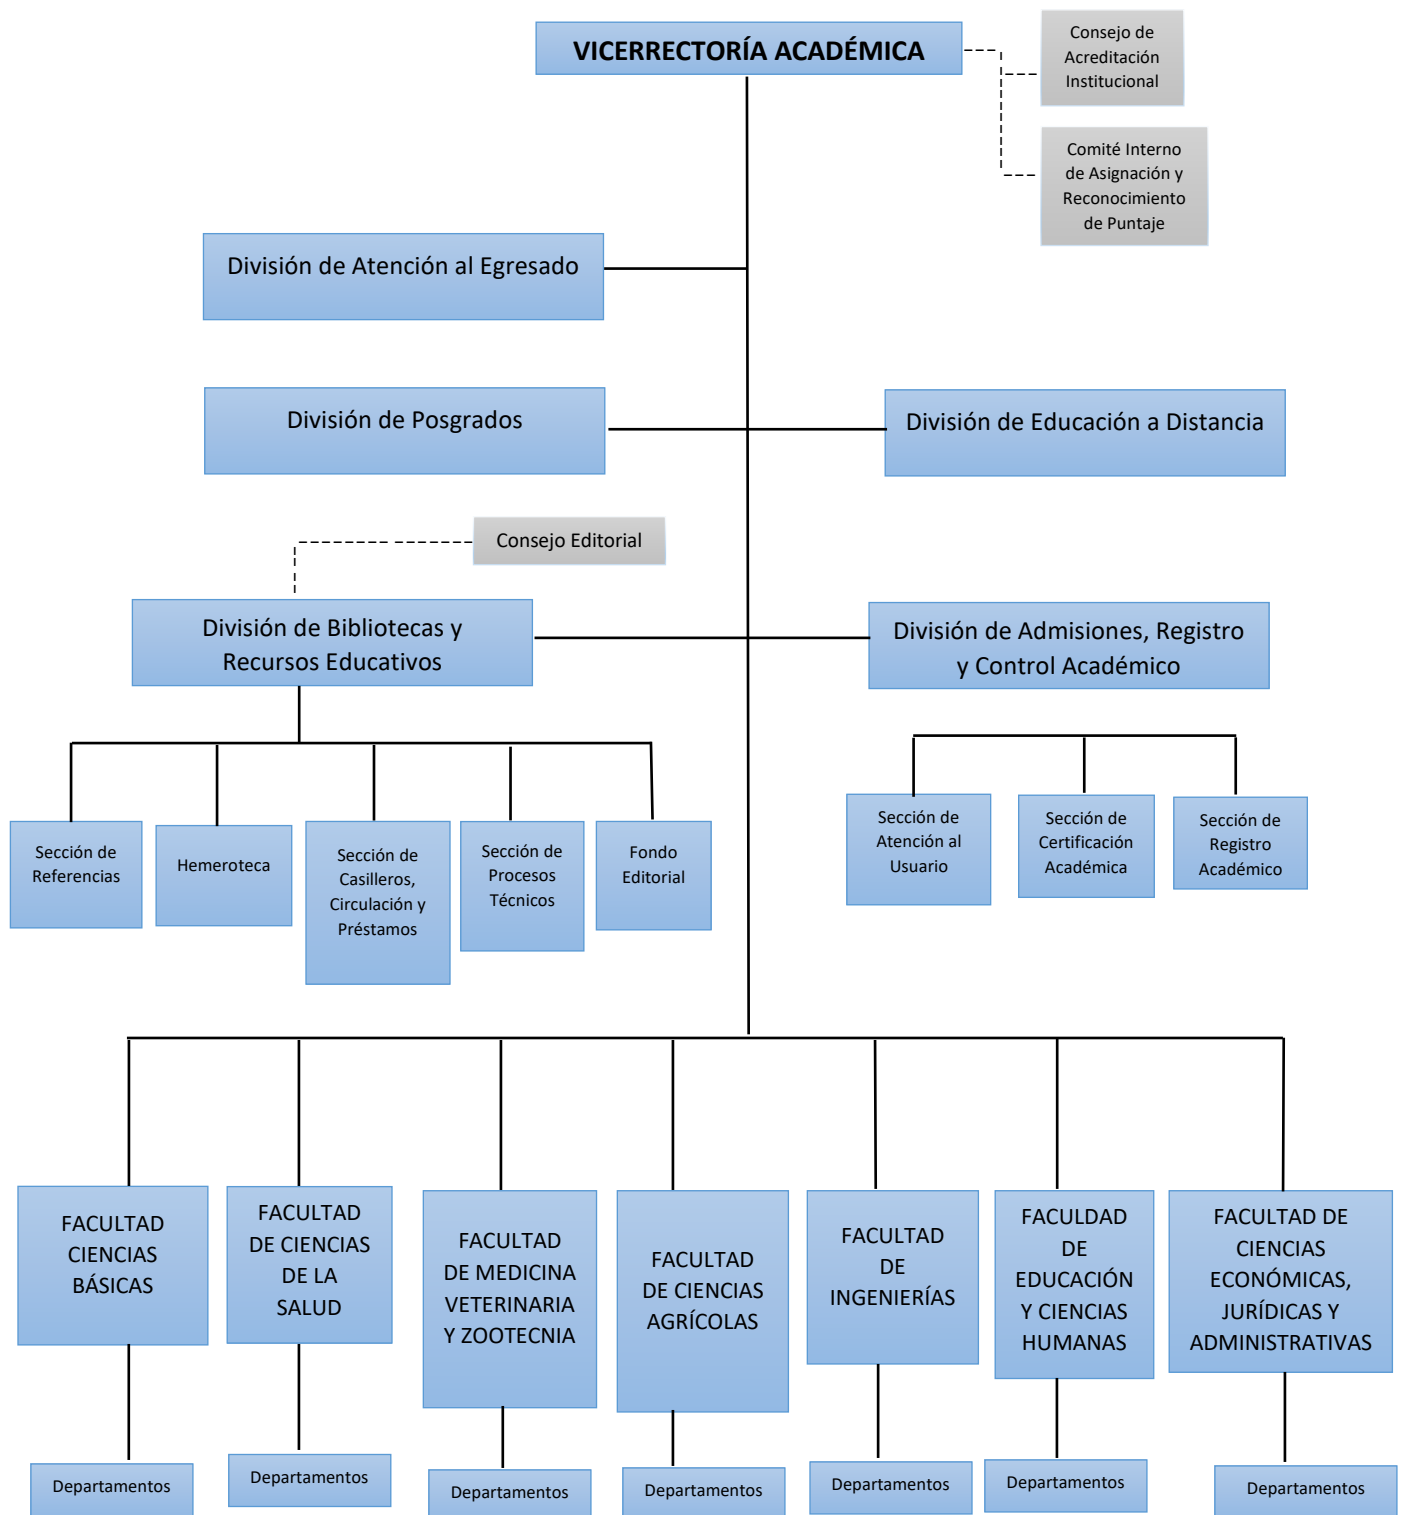 VICERRECTORÍA ACADÉMICA
Consejo de
Acreditación
Institucional
Comité Interno
de Asignación y
Reconocimiento
de Puntaje
División de Atención al Egresado
División de Posgrados
División de Educación a Distancia
Consejo Editorial
División de Bibliotecas y
Recursos Educativos
División de Admisiones, Registro
y Control Académico
Sección de
Referencias
Hemeroteca
Sección de
Casilleros,
Circulación y
Préstamos
Sección de
Procesos
Técnicos
Fondo
Editorial
Sección de
Atención al
Usuario
Sección de
Certificación
Académica
Sección de
Registro
Académico
FACULTAD
CIENCIAS
BÁSICAS
FACULTAD
DE CIENCIAS
DE LA
SALUD
FACULTAD
DE MEDICINA
VETERINARIA
Y ZOOTECNIA
FACULTAD
DE CIENCIAS
AGRÍCOLAS
FACULTAD
DE
INGENIERÍAS
FACULDAD
DE
EDUCACIÓN
Y CIENCIAS
HUMANAS
FACULTAD DE
CIENCIAS
ECONÓMICAS,
JURÍDICAS Y
ADMINISTRATIVAS
Departamentos
Departamentos
Departamentos
Departamentos
Departamentos
Departamentos
Departamentos